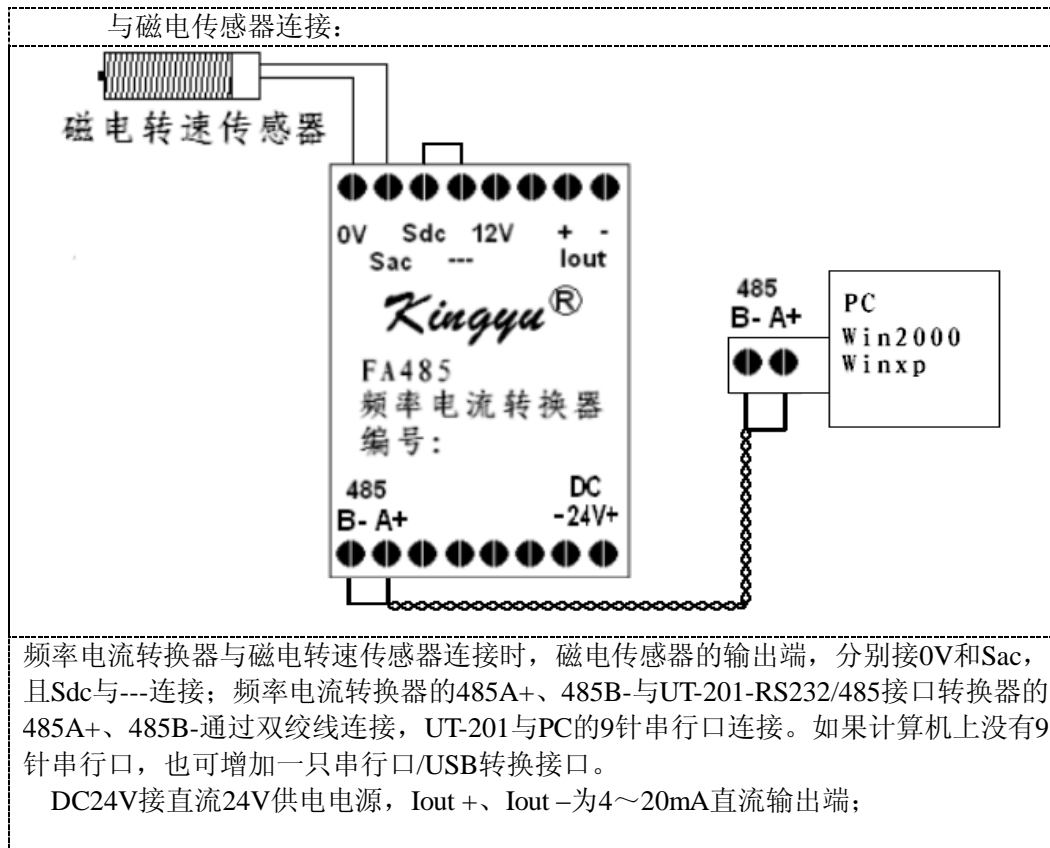 与磁电传感器连接：
磁电转速传感器
0V Sdc 12V + -
Sac --- Iout
Kingyu®
FA485
频率电流转换器
编号:
485 DC
B- A+ -24V+
485
B- A+
PC
Win2000
Winxp
频率电流转换器与磁电转速传感器连接时，磁电传感器的输出端，分别接0V和Sac，
且Sdc与---连接；频率电流转换器的485A+、485B-与UT-201-RS232/485接口转换器的
485A+、485B-通过双绞线连接，UT-201与PC的9针串行口连接。如果计算机上没有9
针串行口，也可增加一只串行口/USB转换接口。
DC24V接直流24V供电电源，Iout +、Iout –为4～20mA直流输出端；